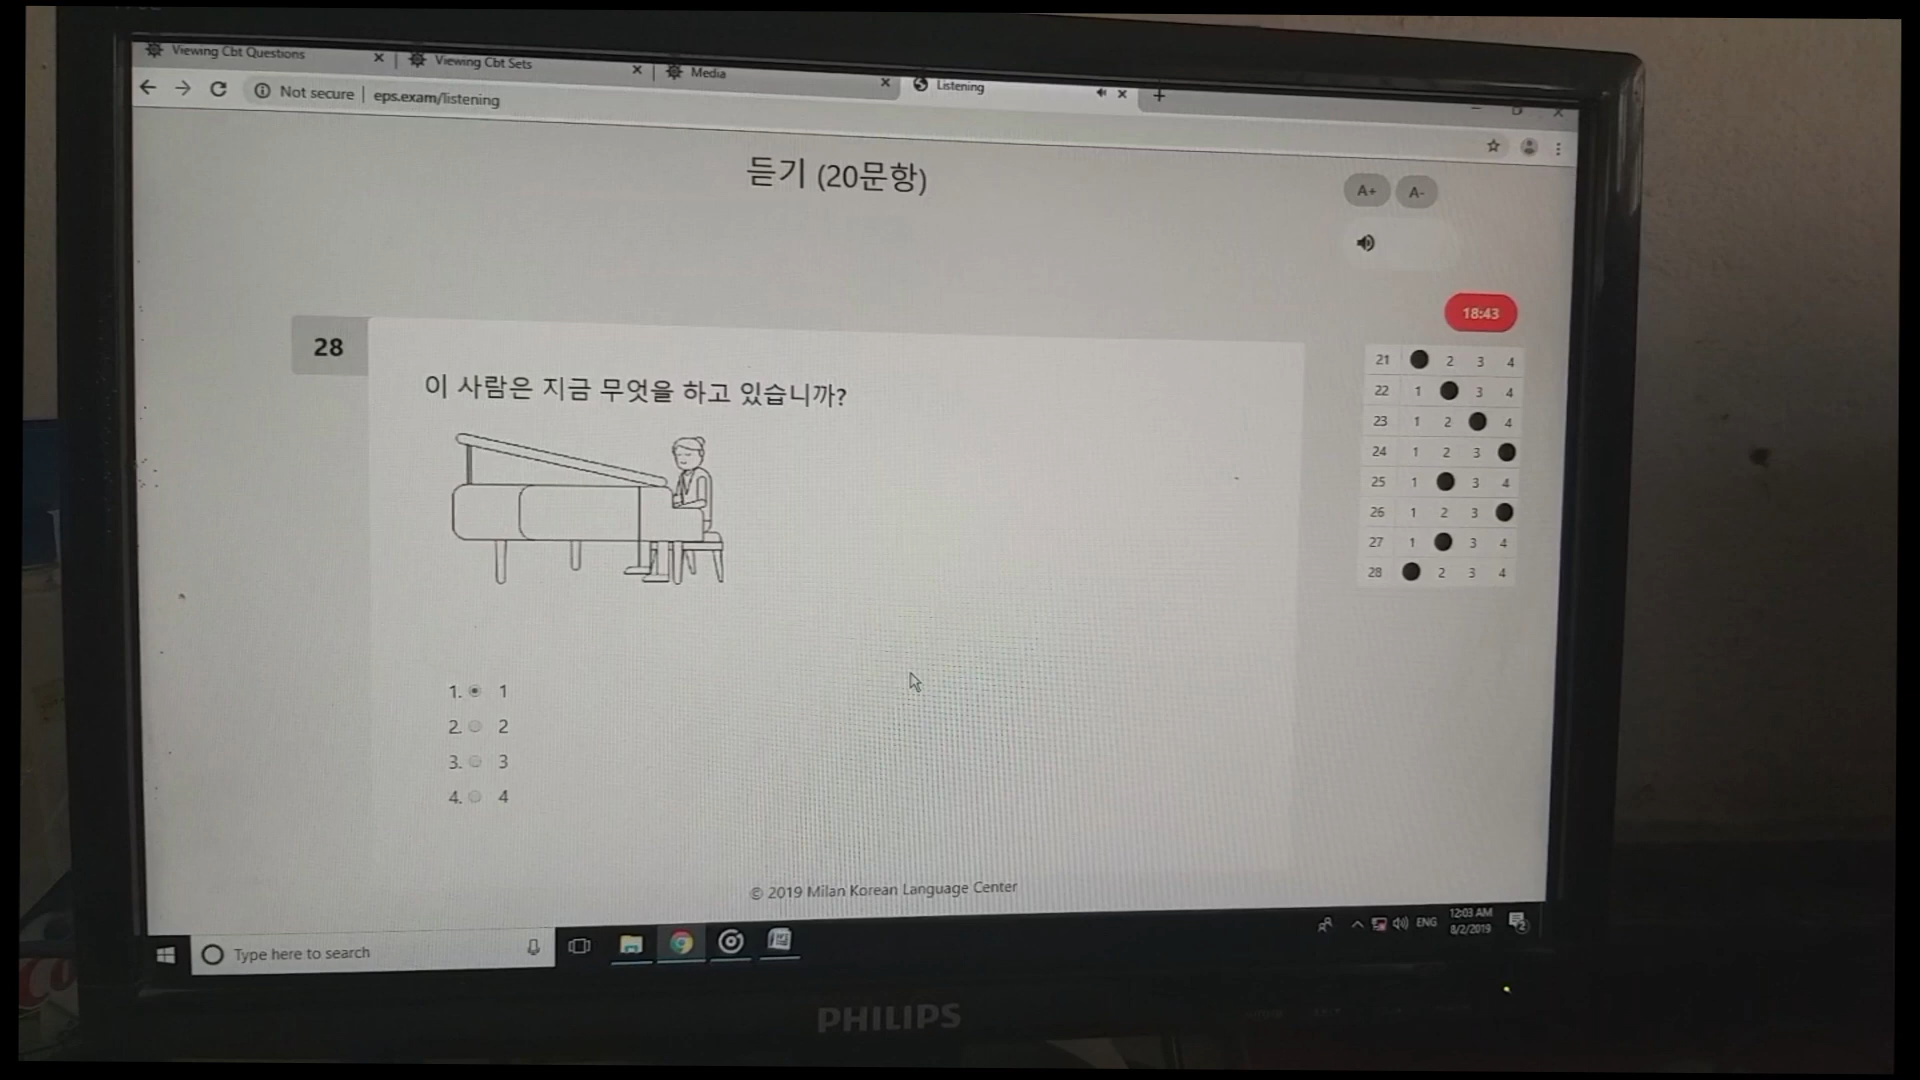 Viewing Cbt Questions
Viewing Cbt Sets
Media
Listening
Not secure | eps.exam/listening
듣기 (20문항)
A+ A-
18:43
28
이 사람은 지금 무엇을 하고 있습니까?
1. 1
2. 2
3. 3
4. 4
21 2 3 4
22 1 3 4
23 1 2 4
24 1 2 3
25 1 3 4
26 1 2 3
27 1 3 4
28 2 3 4
© 2019 Milan Korean Language Center
Type here to search
ENG
12:03 AM
8/2/2019
2
PHILIPS